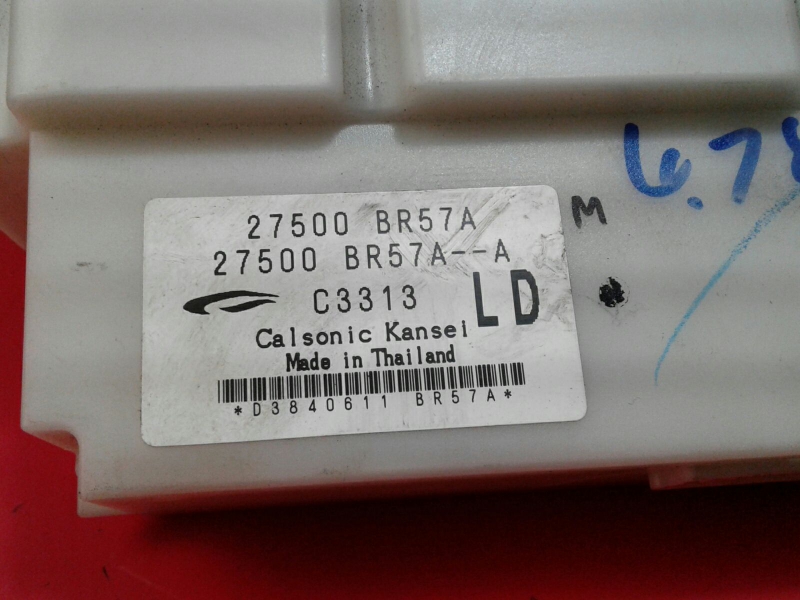 6.78
M
27500 BR57A
27500 BR57A--A
C3313 LD
Calsonic Kansei
Made in Thailand
*D3840611 BR57A*